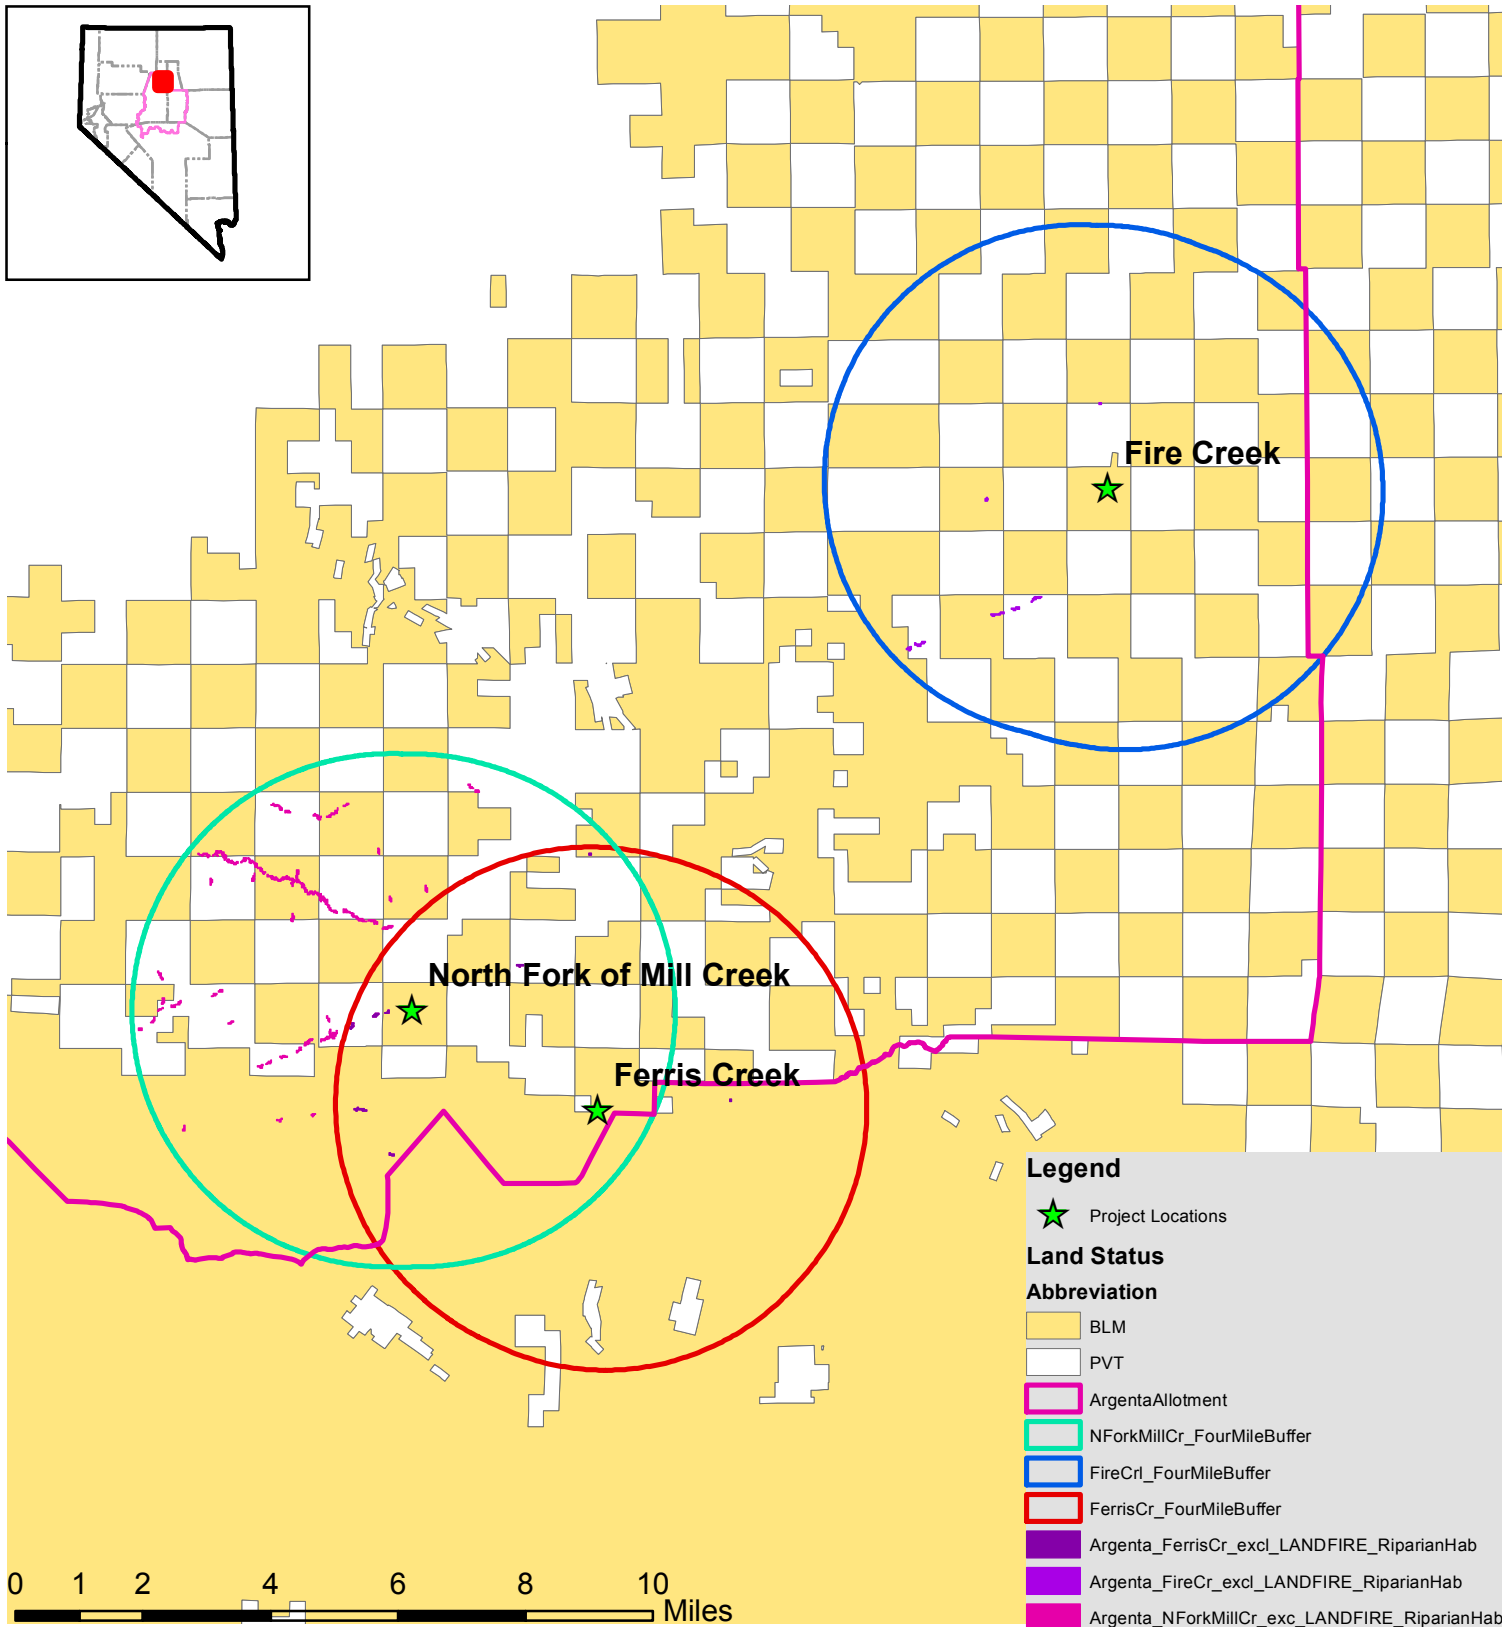 Fire Creek
North Fork of Mill Creek
Ferris Creek
Legend
Project Locations
Land Status
Abbreviation
BLM
PVT
ArgentaAllotment
NForkMillCr_FourMileBuffer
FireCrl_FourMileBuffer
FerrisCr_FourMileBuffer
Argenta_FerrisCr_excl_LANDFIRE_RiparianHab
Argenta_FireCr_excl_LANDFIRE_RiparianHab
Argenta_NForkMillCr_exc_LANDFIRE_RiparianHab
0 1 2 4 6 8 10
Miles